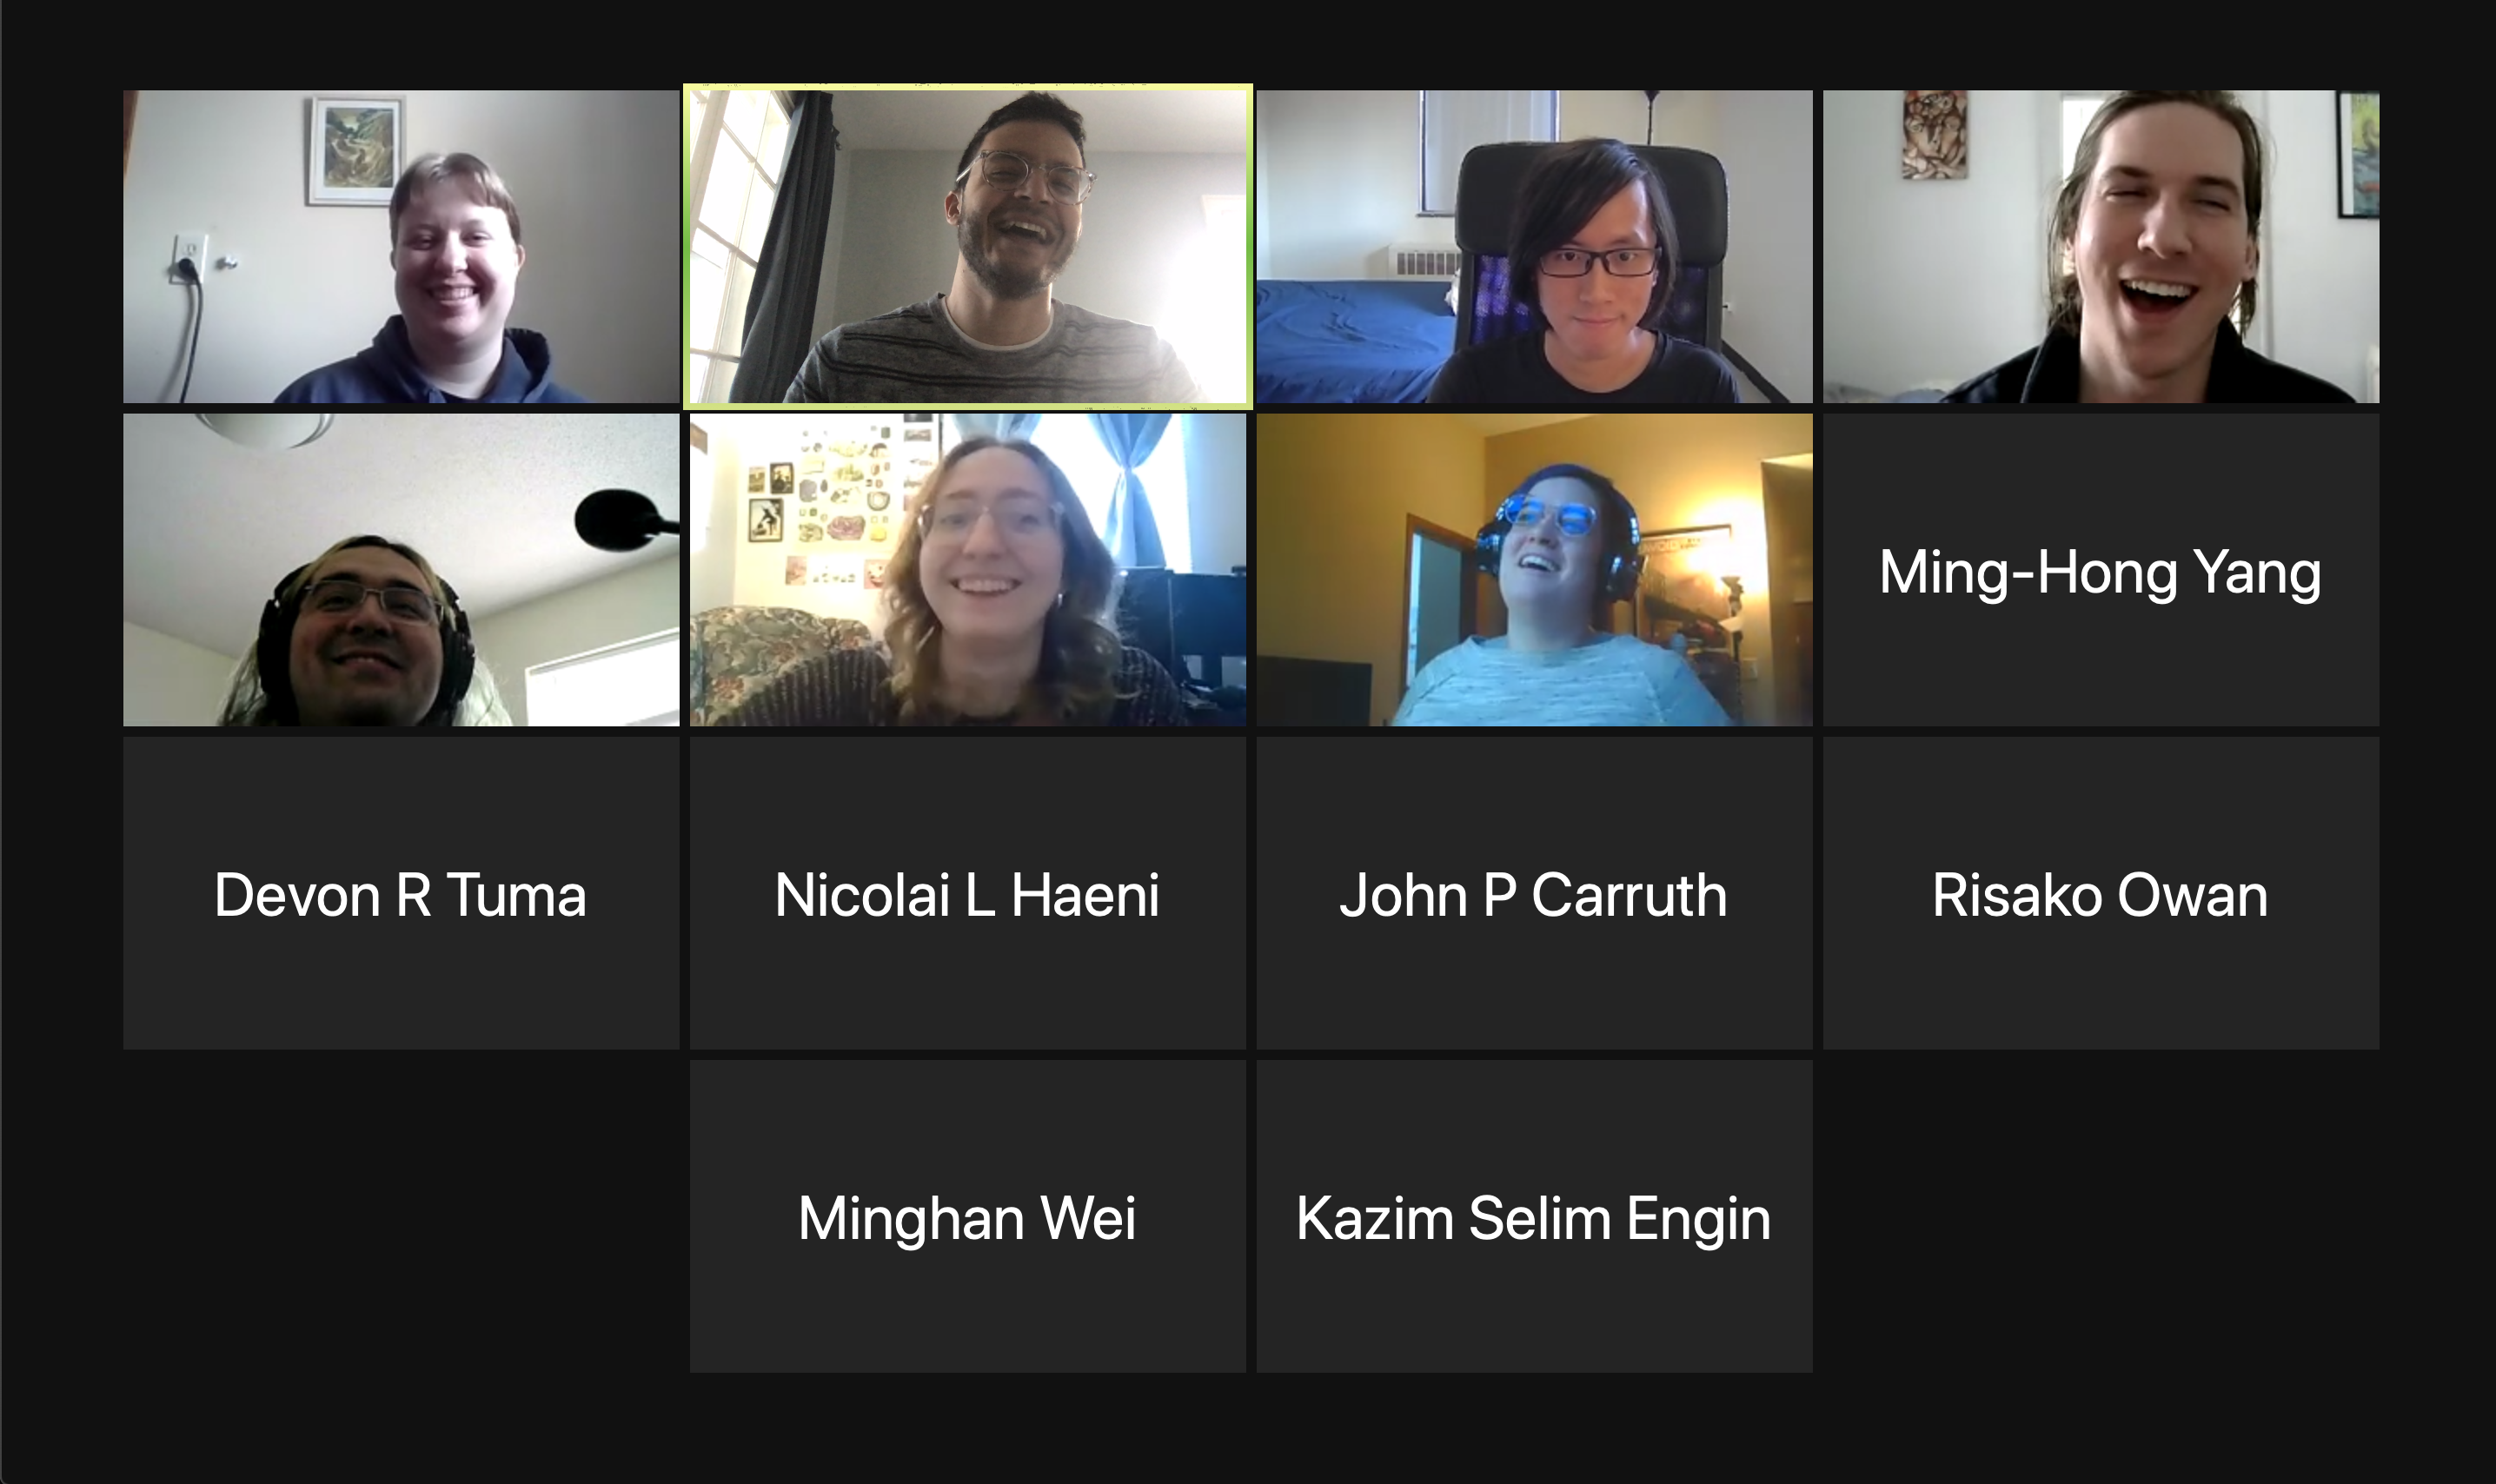 Ming-Hong Yang
Devon R Tuma
Nicolai L Haeni
John P Carruth
Risako Owan
Minghan Wei
Kazim Selim Engin